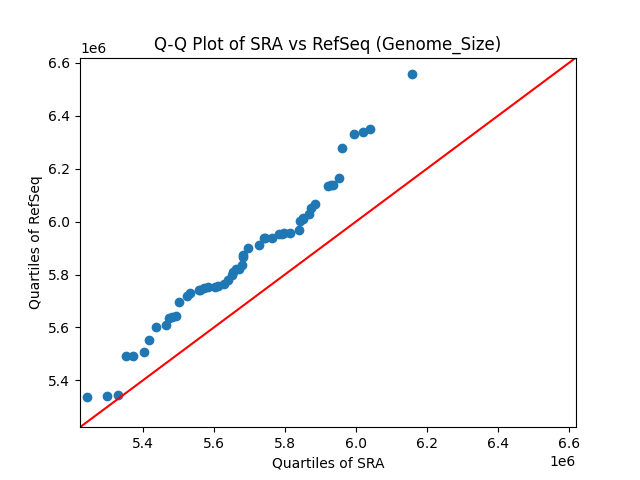 Q-Q Plot of SRA vs RefSeq (Genome_Size)
1e6
6.6
6.4
6.2
6.0
5.8
5.6
5.4
Quartiles of RefSeq
5.4 5.6 5.8 6.0 6.2 6.4 6.6
Quartiles of SRA
1e6